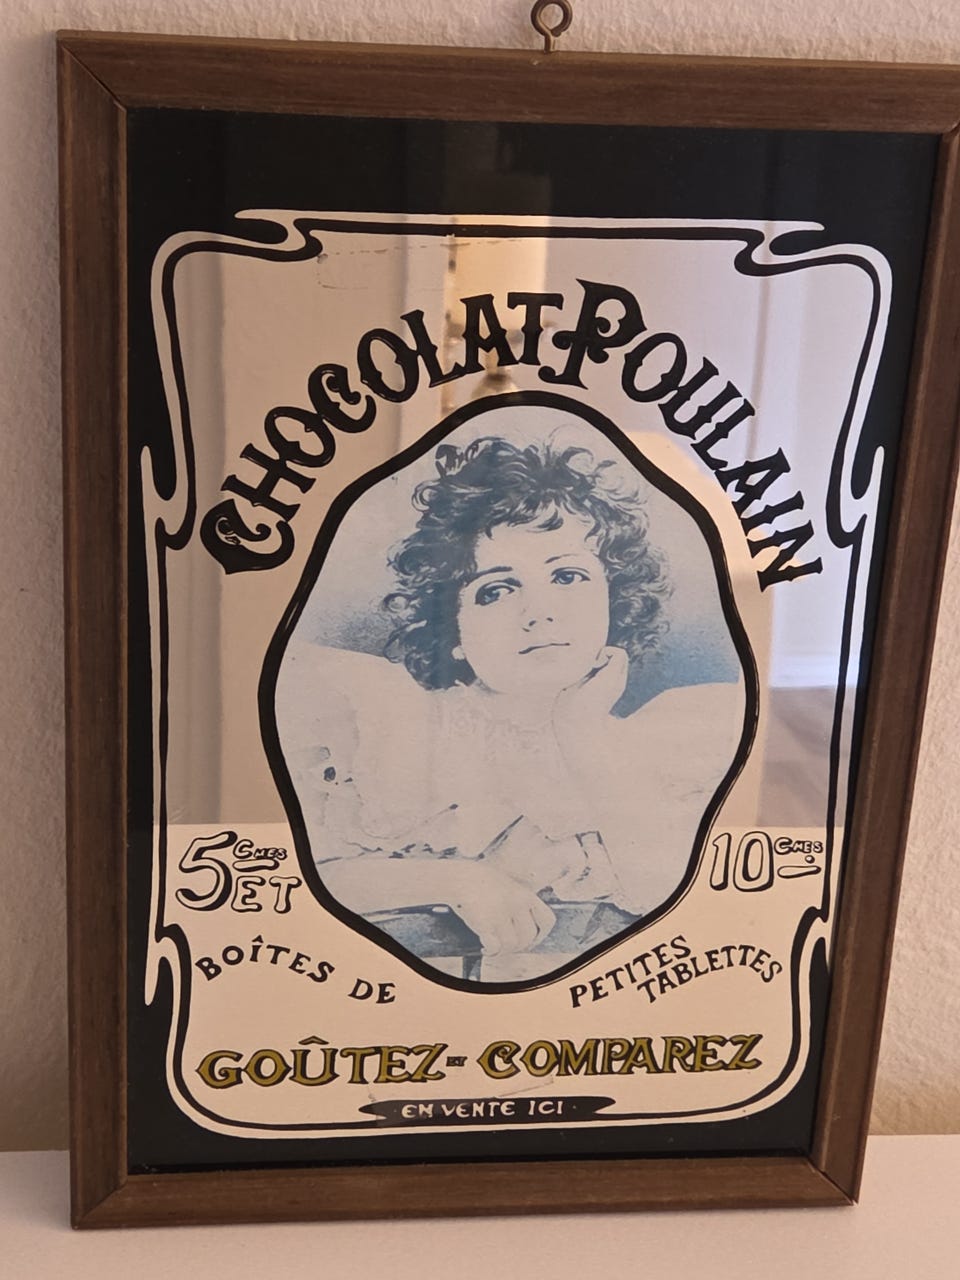 CHOCOLAT POULAIN
5 CMES ET
10 CMES
BOÎTES DE
PETITES
TABLETTES
GOÛTEZ ET COMPAREZ
EN VENTE ICI